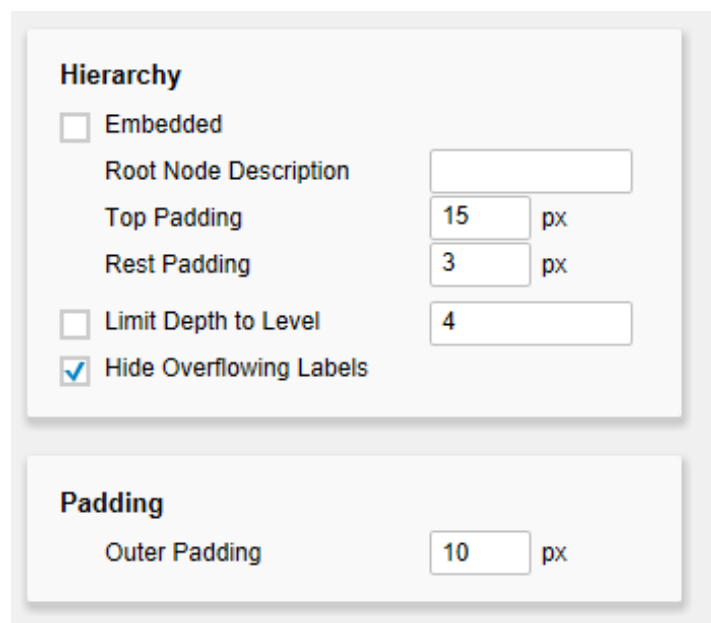 Hierarchy
Embedded
Root Node Description
Top Padding 15 px
Rest Padding 3 px
Limit Depth to Level 4
Hide Overflowing Labels
Padding
Outer Padding 10 px